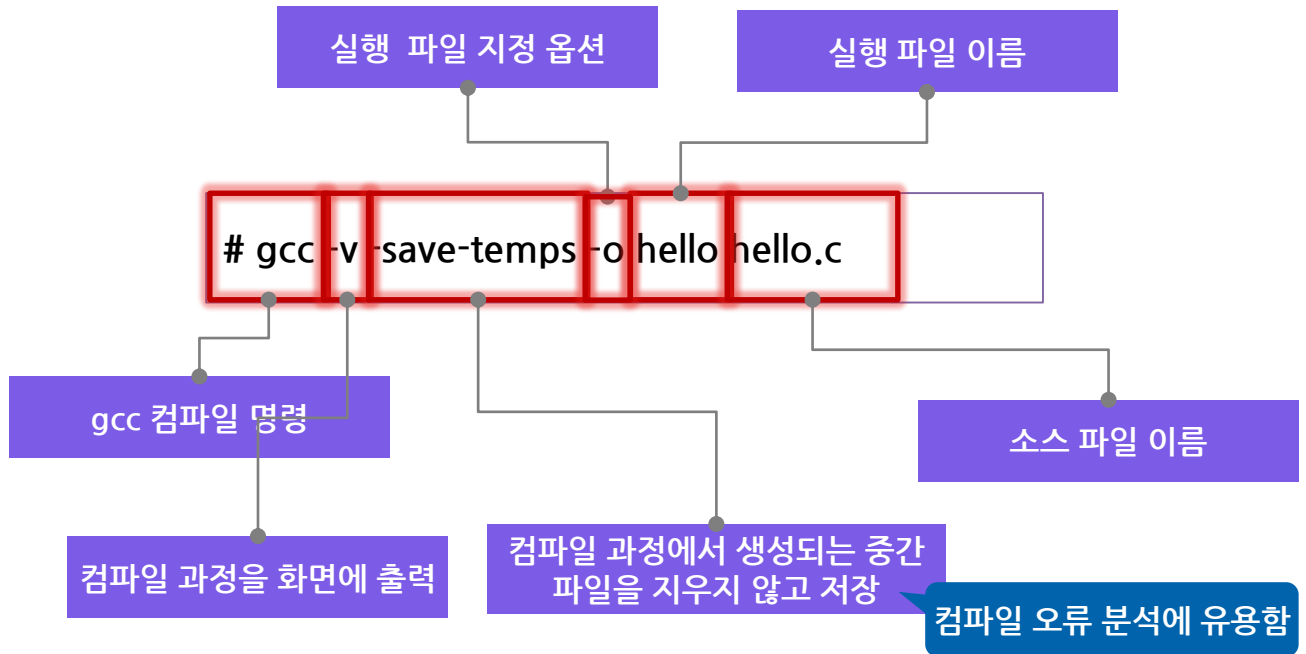 실행 파일 지정 옵션
실행 파일 이름
# gcc -v -save-temps -o hello hello.c
gcc 컴파일 명령
소스 파일 이름
컴파일 과정을 화면에 출력
컴파일 과정에서 생성되는 중간
파일을 지우지 않고 저장
컴파일 오류 분석에 유용함